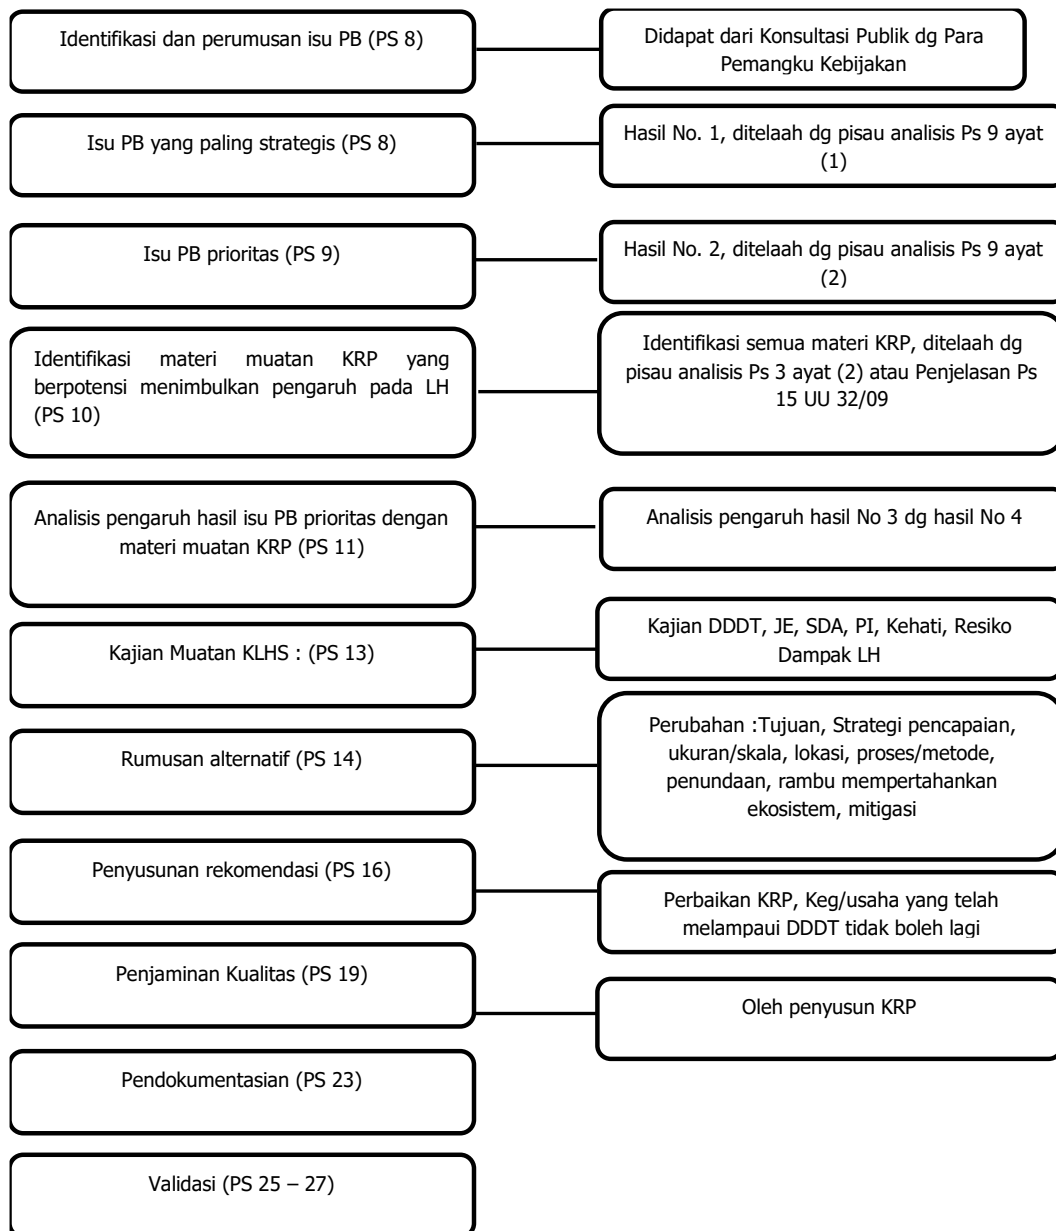 Identifikasi dan perumusan isu PB (PS 8)
Didapat dari Konsultasi Publik dg Para
Pemangku Kebijakan
Isu PB yang paling strategis (PS 8)
Hasil No. 1, ditelaah dg pisau analisis Ps 9 ayat
(1)
Isu PB prioritas (PS 9)
Hasil No. 2, ditelaah dg pisau analisis Ps 9 ayat
(2)
Identifikasi materi muatan KRP yang
berpotensi menimbulkan pengaruh pada LH
(PS 10)
Identifikasi semua materi KRP, ditelaah dg
pisau analisis Ps 3 ayat (2) atau Penjelasan Ps
15 UU 32/09
Analisis pengaruh hasil isu PB prioritas dengan
materi muatan KRP (PS 11)
Analisis pengaruh hasil No 3 dg hasil No 4
Kajian Muatan KLHS : (PS 13)
Kajian DDDT, JE, SDA, PI, Kehati, Resiko
Dampak LH
Rumusan alternatif (PS 14)
Perubahan :Tujuan, Strategi pencapaian,
ukuran/skala, lokasi, proses/metode,
penundaan, rambu mempertahankan
ekosistem, mitigasi
Penyusunan rekomendasi (PS 16)
Perbaikan KRP, Keg/usaha yang telah
melampaui DDDT tidak boleh lagi
Penjaminan Kualitas (PS 19)
Oleh penyusun KRP
Pendokumentasian (PS 23)
Validasi (PS 25 – 27)